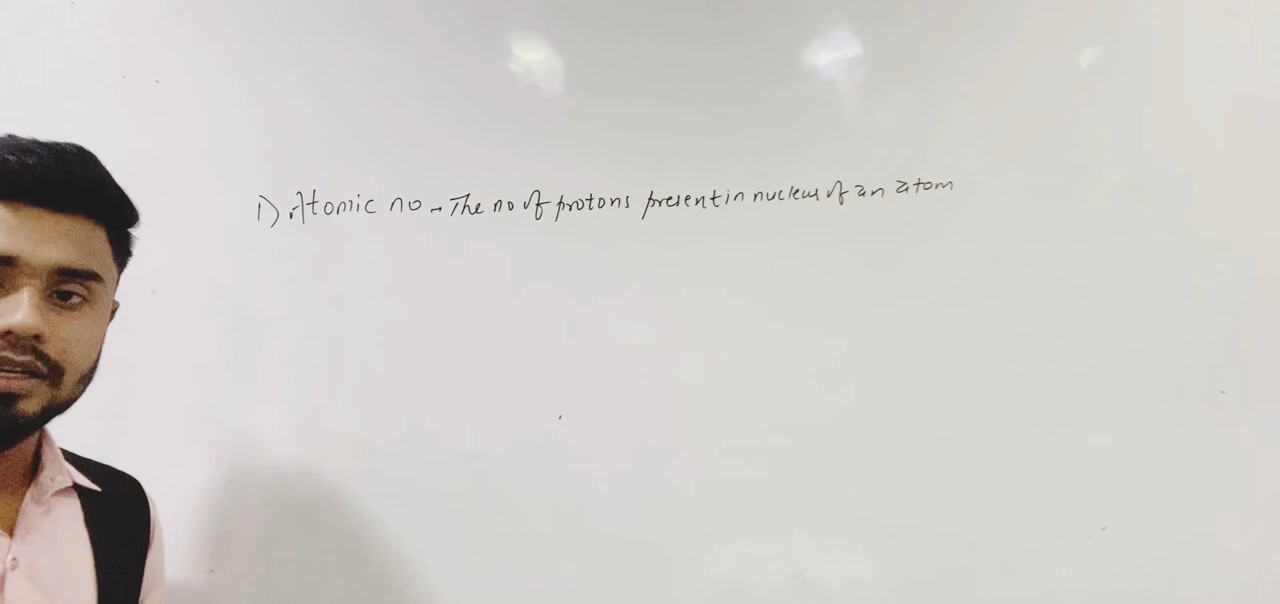 1) Atomic no - The no of protons present in nucleus of an atom